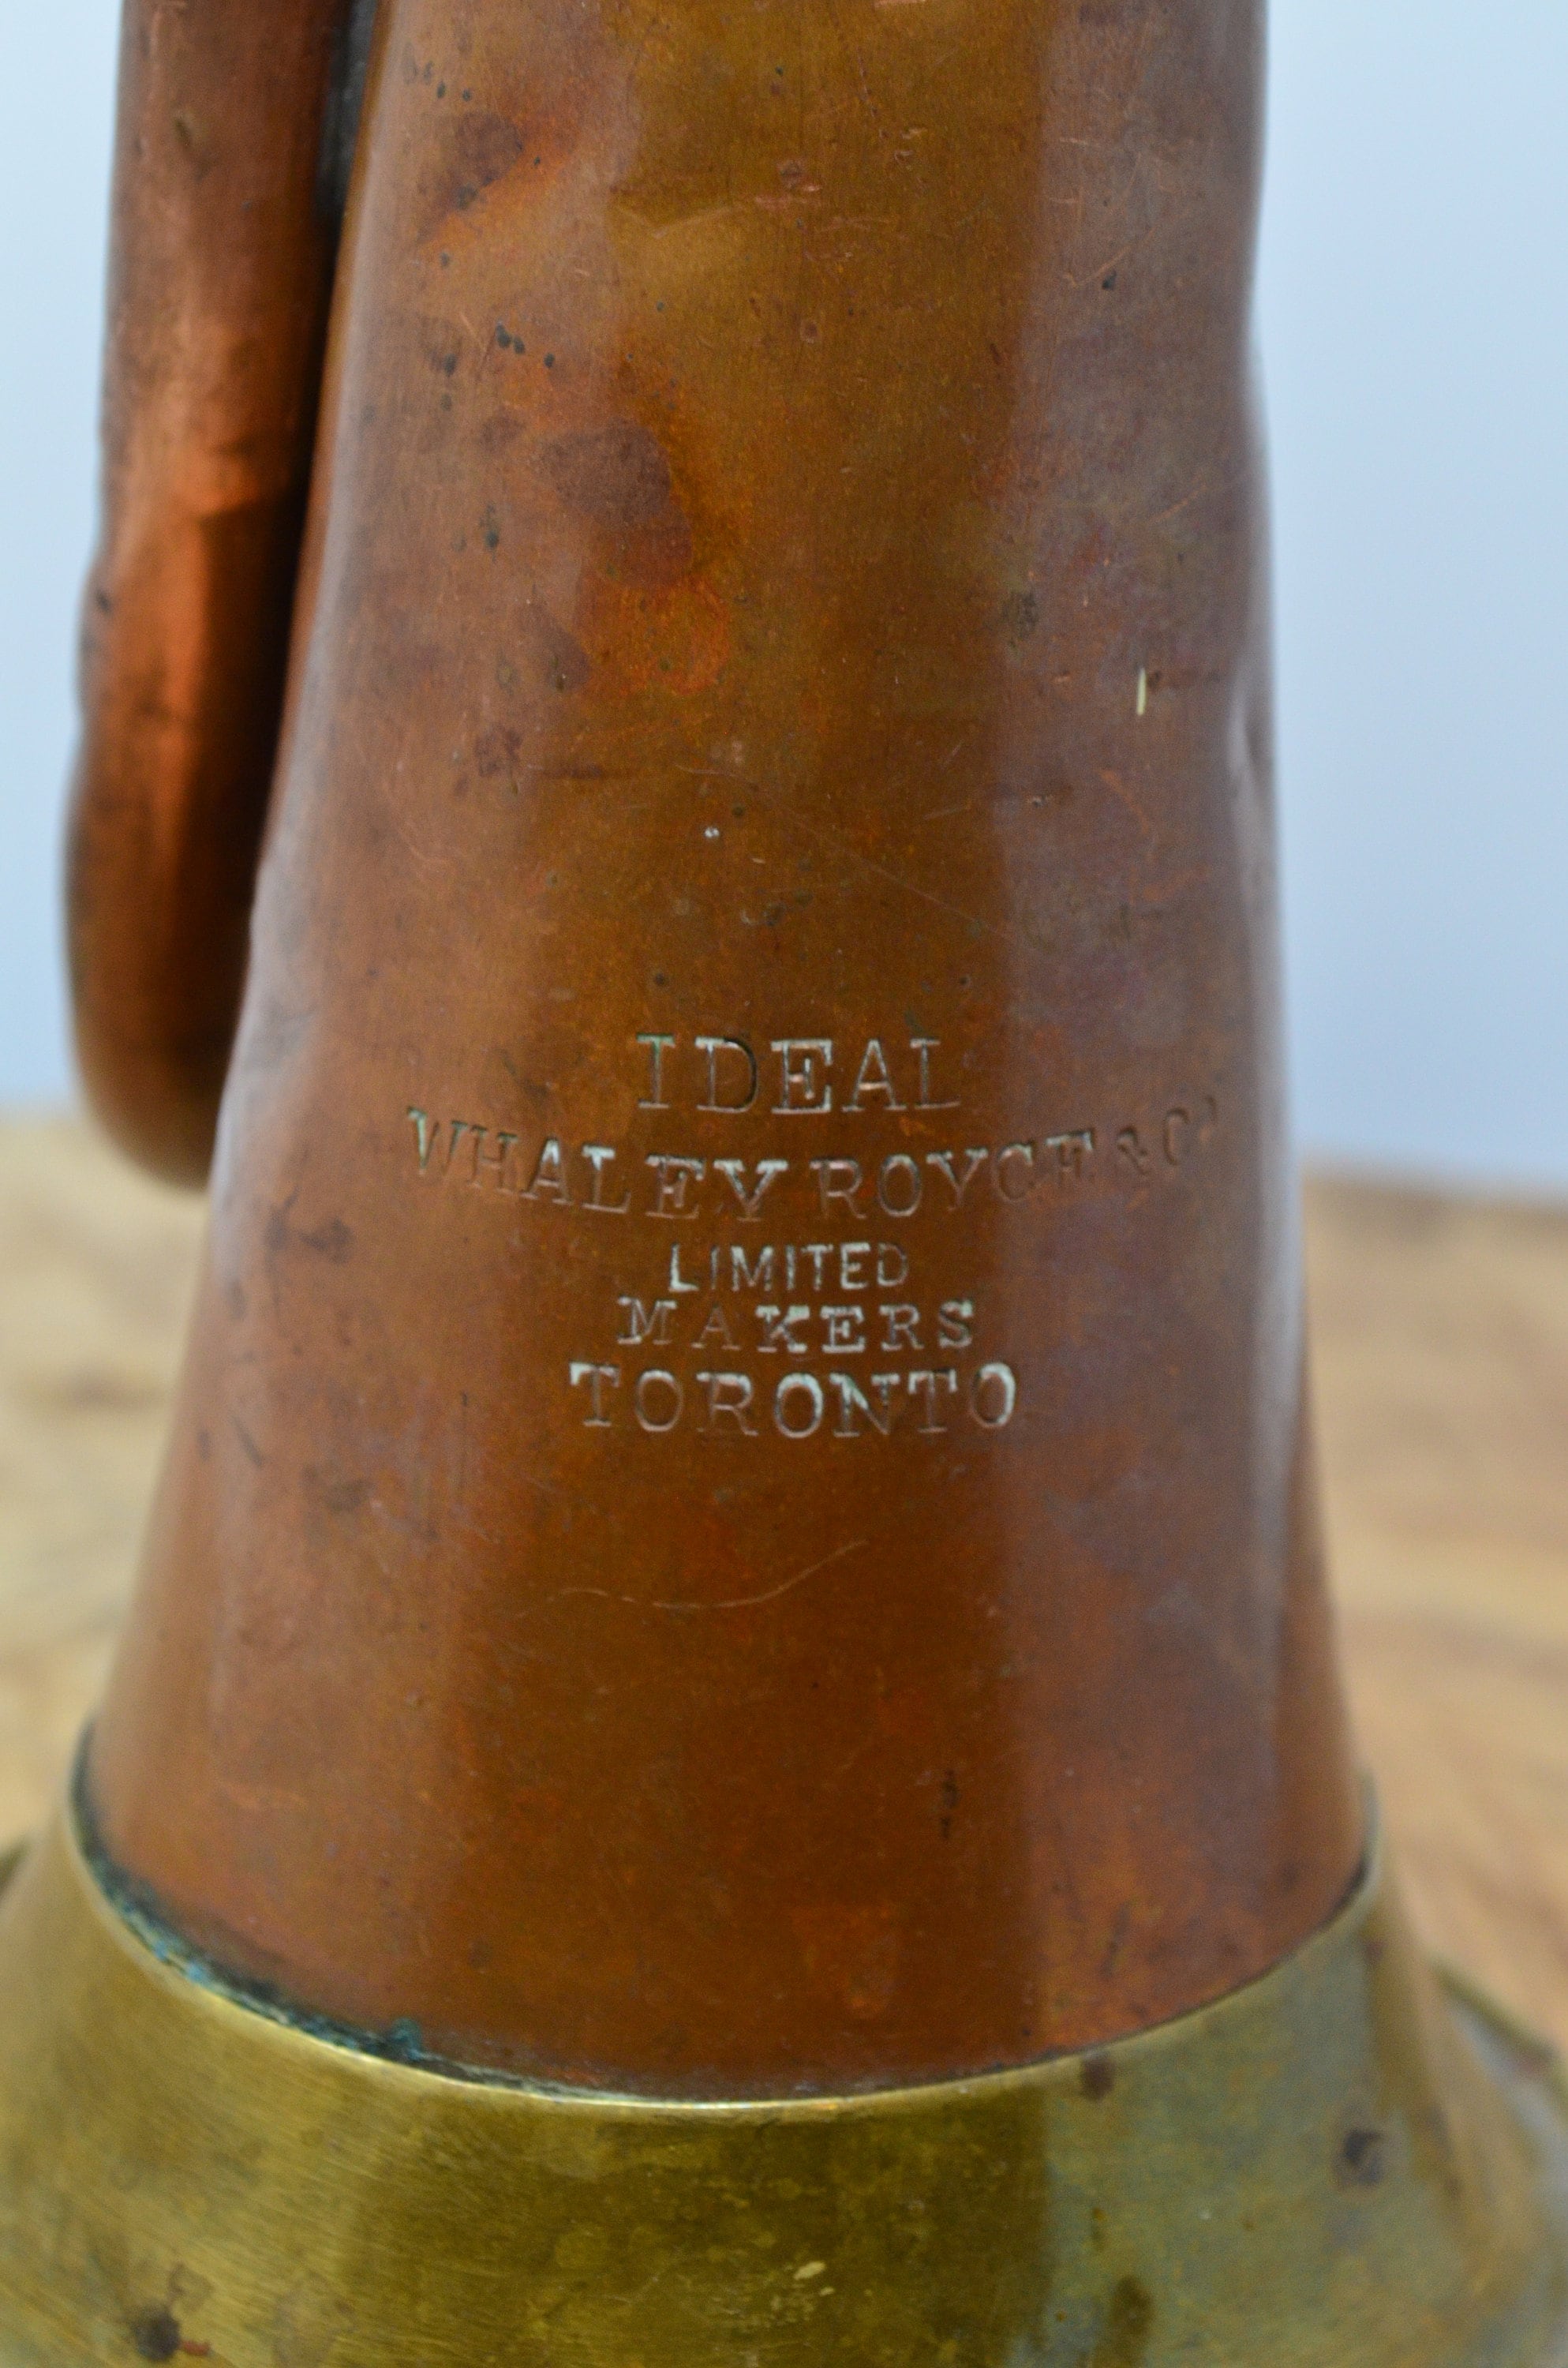 IDEAL
WHALEY ROYCE & Co
LIMITED
MAKERS
TORONTO